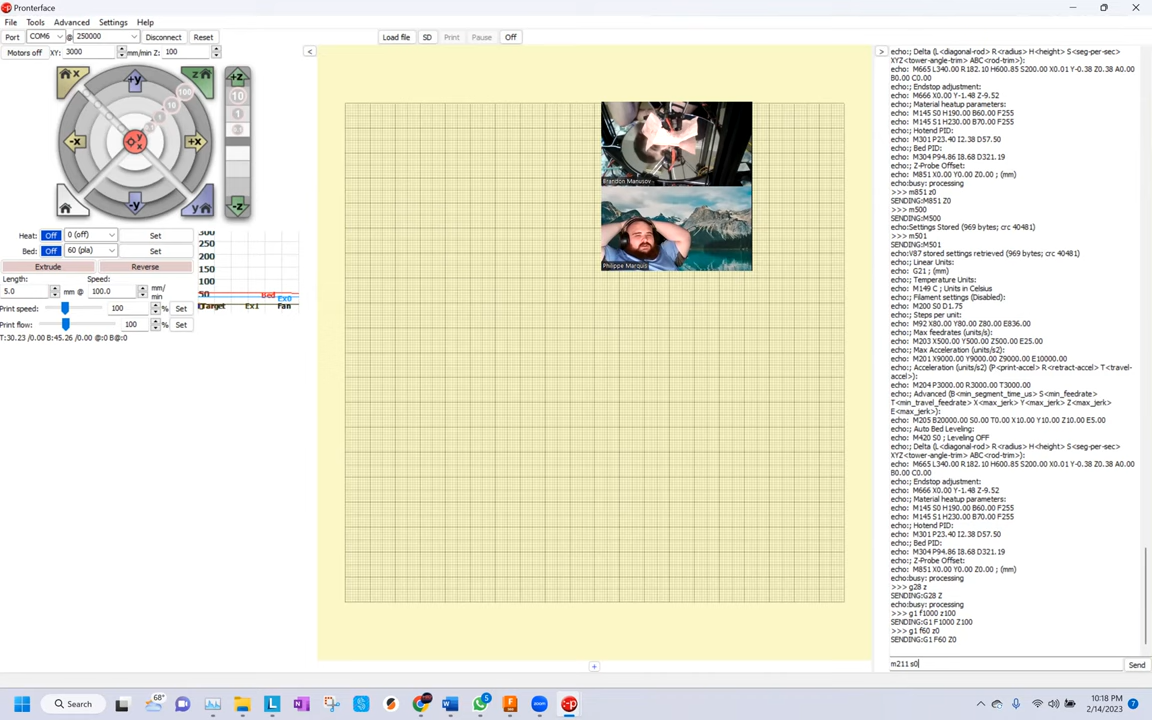 Pronterface
File Tools Advanced Settings Help
Port COM6 @ 250000 Disconnect Reset
Motors off XY: 3000 mm/min Z: 100
Load file SD Print Pause Off
x z +y -x +x -y y
100 10 1
+z 10 1 -z
Heat: Off 0 (off) Set
Bed: Off 60 (pla) Set
Extrude Reverse
Length: Speed:
5.0 mm @ 100.0 mm/min
Print speed: 100 % Set
Print flow: 100 % Set
T:30.23 /0.00 B:45.26 /0.00 @:0 B@:0
300
250
200
150
100
50 Bed Ex0
Target Ex1 Fan
Brandon Manusov
Philippe Marquis
echo:; Delta (L<diagonal-rod> R<radius> H<height> S<seg-per-sec>
XYZ<tower-angle-trim> ABC<rod-trim>):
echo:  M665 L340.00 R182.10 H600.85 S200.00 X0.01 Y-0.38 Z0.38 A0.00
B0.00 C0.00
echo:; Endstop adjustment:
echo:  M666 X0.00 Y-1.48 Z-9.52
echo:; Material heatup parameters:
echo:  M145 S0 H190.00 B60.00 F255
echo:  M145 S1 H230.00 B70.00 F255
echo:; Hotend PID:
echo:  M301 P23.40 I2.38 D57.50
echo:; Bed PID:
echo:  M304 P94.86 I8.68 D321.19
echo:; Z-Probe Offset:
echo:  M851 X0.00 Y0.00 Z0.00 ; (mm)
echo:busy: processing
>>> m851 z0
SENDING:M851 Z0
>>> m500
SENDING:M500
echo:Settings Stored (969 bytes; crc 40481)
>>> m501
SENDING:M501
echo:V87 stored settings retrieved (969 bytes; crc 40481)
echo:; Linear Units:
echo:  G21 ; (mm)
echo:; Temperature Units:
echo:  M149 C ; Units in Celsius
echo:; Filament settings (Disabled):
echo:  M200 S0 D1.75
echo:; Steps per unit:
echo:  M92 X80.00 Y80.00 Z80.00 E836.00
echo:; Max feedrates (units/s):
echo:  M203 X500.00 Y500.00 Z500.00 E25.00
echo:; Max Acceleration (units/s2):
echo:  M201 X9000.00 Y9000.00 Z9000.00 E10000.00
echo:; Acceleration (units/s2) (P<print-accel> R<retract-accel> T<travel-
accel>):
echo:  M204 P3000.00 R3000.00 T3000.00
echo:; Advanced (B<min_segment_time_us> S<min_feedrate>
T<min_travel_feedrate> X<max_jerk> Y<max_jerk> Z<max_jerk>
E<max_jerk>):
echo:  M205 B20000.00 S0.00 T0.00 X10.00 Y10.00 Z10.00 E5.00
echo:; Auto Bed Leveling:
echo:  M420 S0 ; Leveling OFF
echo:; Delta (L<diagonal-rod> R<radius> H<height> S<seg-per-sec>
XYZ<tower-angle-trim> ABC<rod-trim>):
echo:  M665 L340.00 R182.10 H600.85 S200.00 X0.01 Y-0.38 Z0.38 A0.00
B0.00 C0.00
echo:; Endstop adjustment:
echo:  M666 X0.00 Y-1.48 Z-9.52
echo:; Material heatup parameters:
echo:  M145 S0 H190.00 B60.00 F255
echo:  M145 S1 H230.00 B70.00 F255
echo:; Hotend PID:
echo:  M301 P23.40 I2.38 D57.50
echo:; Bed PID:
echo:  M304 P94.86 I8.68 D321.19
echo:; Z-Probe Offset:
echo:  M851 X0.00 Y0.00 Z0.00 ; (mm)
echo:busy: processing
>>> g28 z
SENDING:G28 Z
echo:busy: processing
>>> g1 f1000 z100
SENDING:G1 F1000 Z100
>>> g1 f60 z0
SENDING:G1 F60 Z0
m211 s0 Send
Search 68° 5 10:18 PM
2/14/2023 7